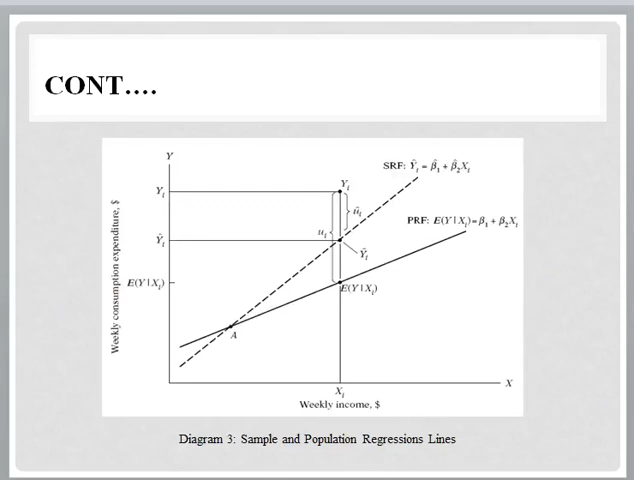 CONT....
Y
SRF: Ŷᵢ = β̂₁ + β̂₂Xᵢ
Yᵢ
Yᵢ
ûᵢ
PRF: E(Y | Xᵢ) = β₁ + β₂Xᵢ
uᵢ
Ŷᵢ
Ŷᵢ
E(Y | Xᵢ)
E(Y | Xᵢ)
Weekly consumption expenditure, $
A
X
Xᵢ
Weekly income, $
Diagram 3: Sample and Population Regressions Lines